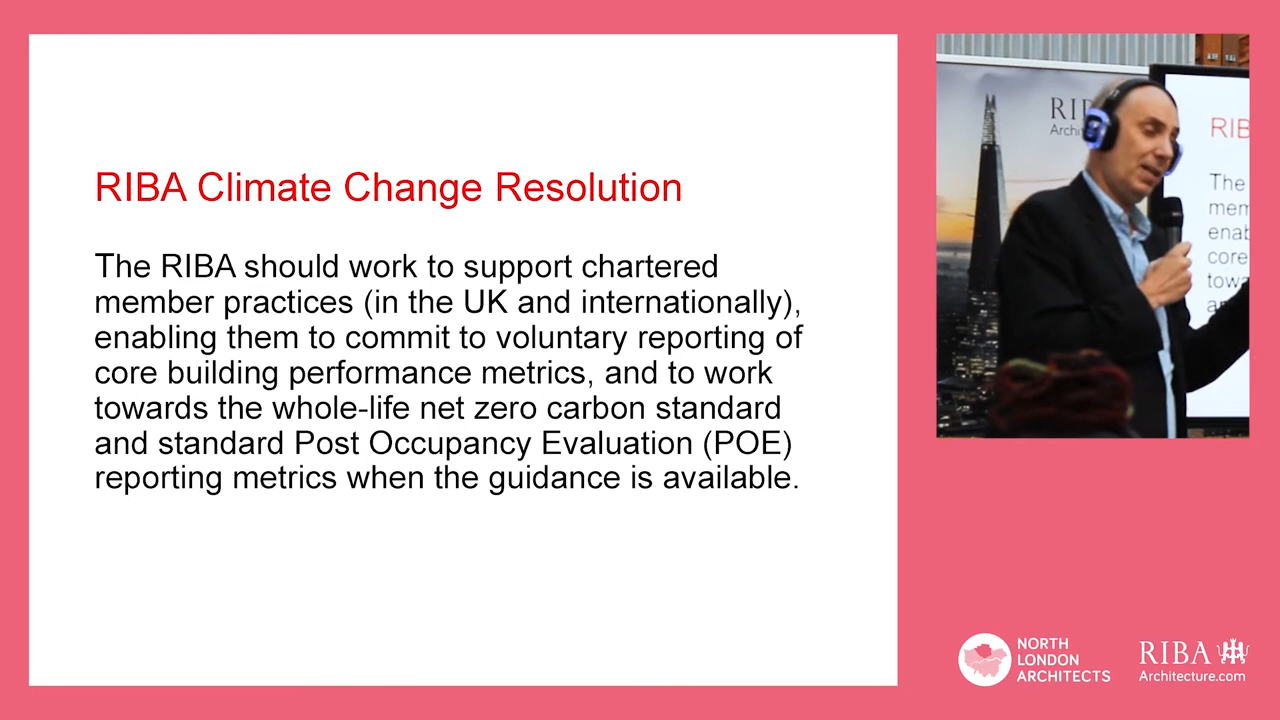 RIBA Climate Change Resolution
The RIBA should work to support chartered
member practices (in the UK and internationally),
enabling them to commit to voluntary reporting of
core building performance metrics, and to work
towards the whole-life net zero carbon standard
and standard Post Occupancy Evaluation (POE)
reporting metrics when the guidance is available.
The
NORTH
LONDON
ARCHITECTS
RIBA
Architecture.com